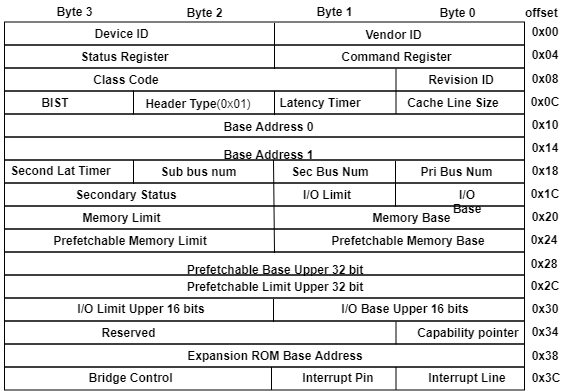 Byte 3 Byte 2 Byte 1 Byte 0 offset
Device ID Vendor ID 0x00
Status Register Command Register 0x04
Class Code Revision ID 0x08
BIST Header Type(0x01) Latency Timer Cache Line Size 0x0C
Base Address 0 0x10
Base Address 1 0x14
Second Lat Timer Sub bus num Sec Bus Num Pri Bus Num 0x18
Secondary Status I/O Limit I/O Base 0x1C
Memory Limit Memory Base 0x20
Prefetchable Memory Limit Prefetchable Memory Base 0x24
Prefetchable Base Upper 32 bit 0x28
Prefetchable Limit Upper 32 bit 0x2C
I/O Limit Upper 16 bits I/O Base Upper 16 bits 0x30
Reserved Capability pointer 0x34
Expansion ROM Base Address 0x38
Bridge Control Interrupt Pin Interrupt Line 0x3C